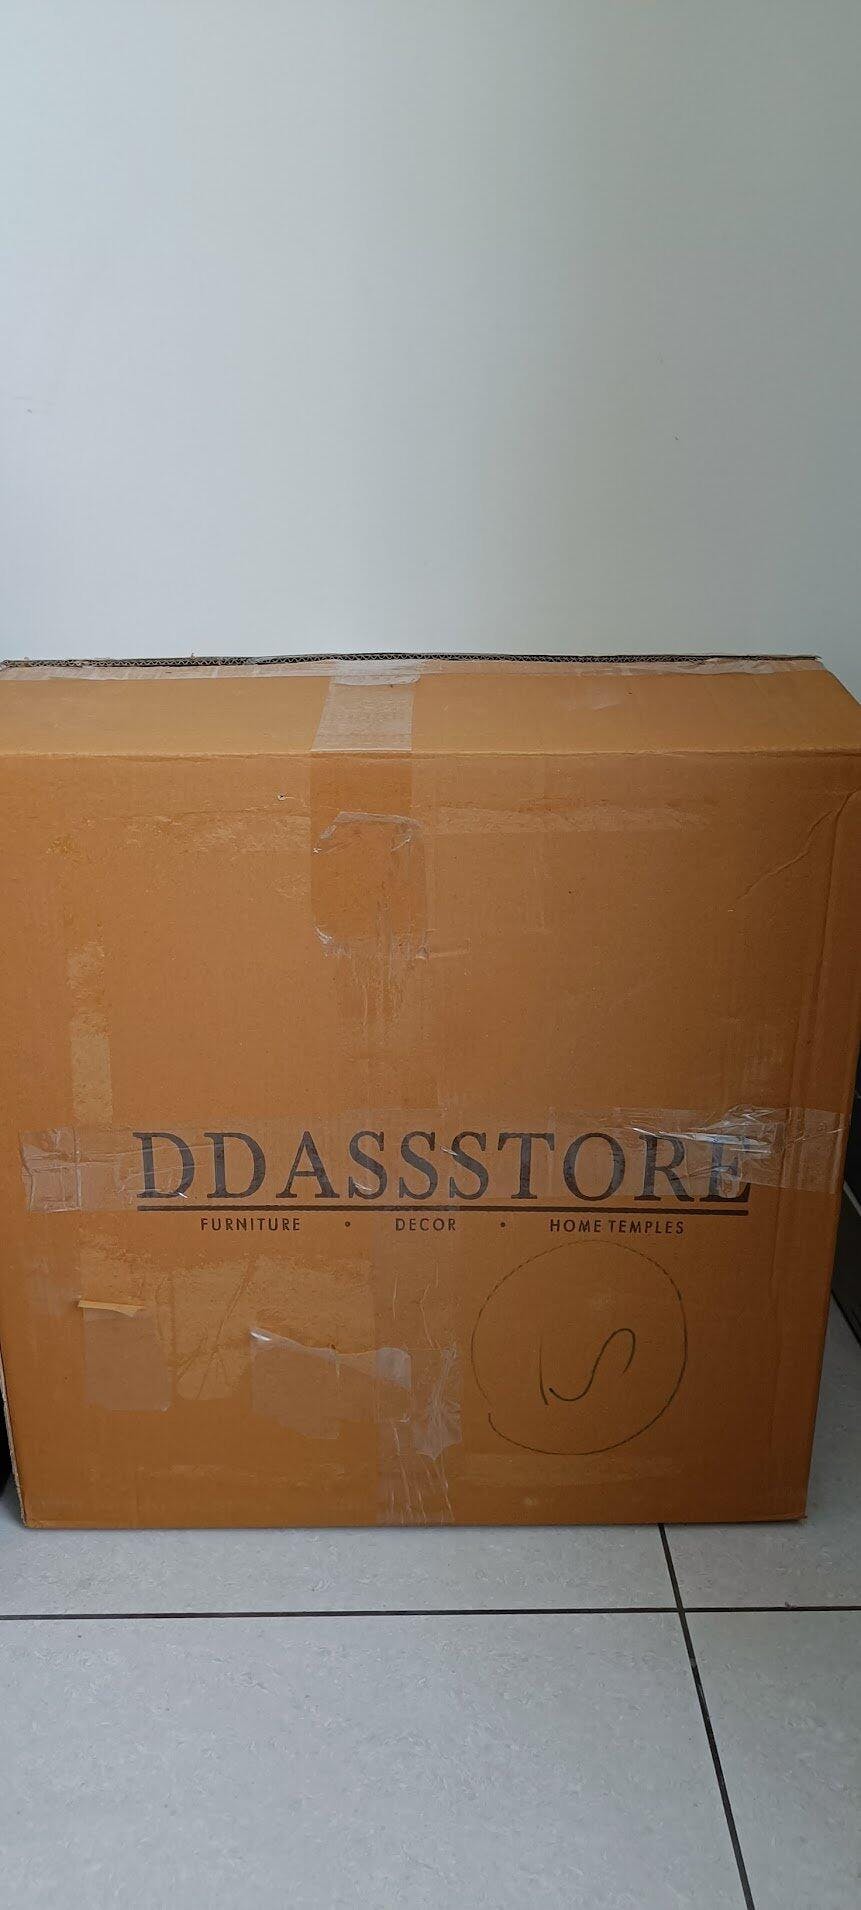 DDASSSTORE
FURNITURE • DECOR • HOME TEMPLES